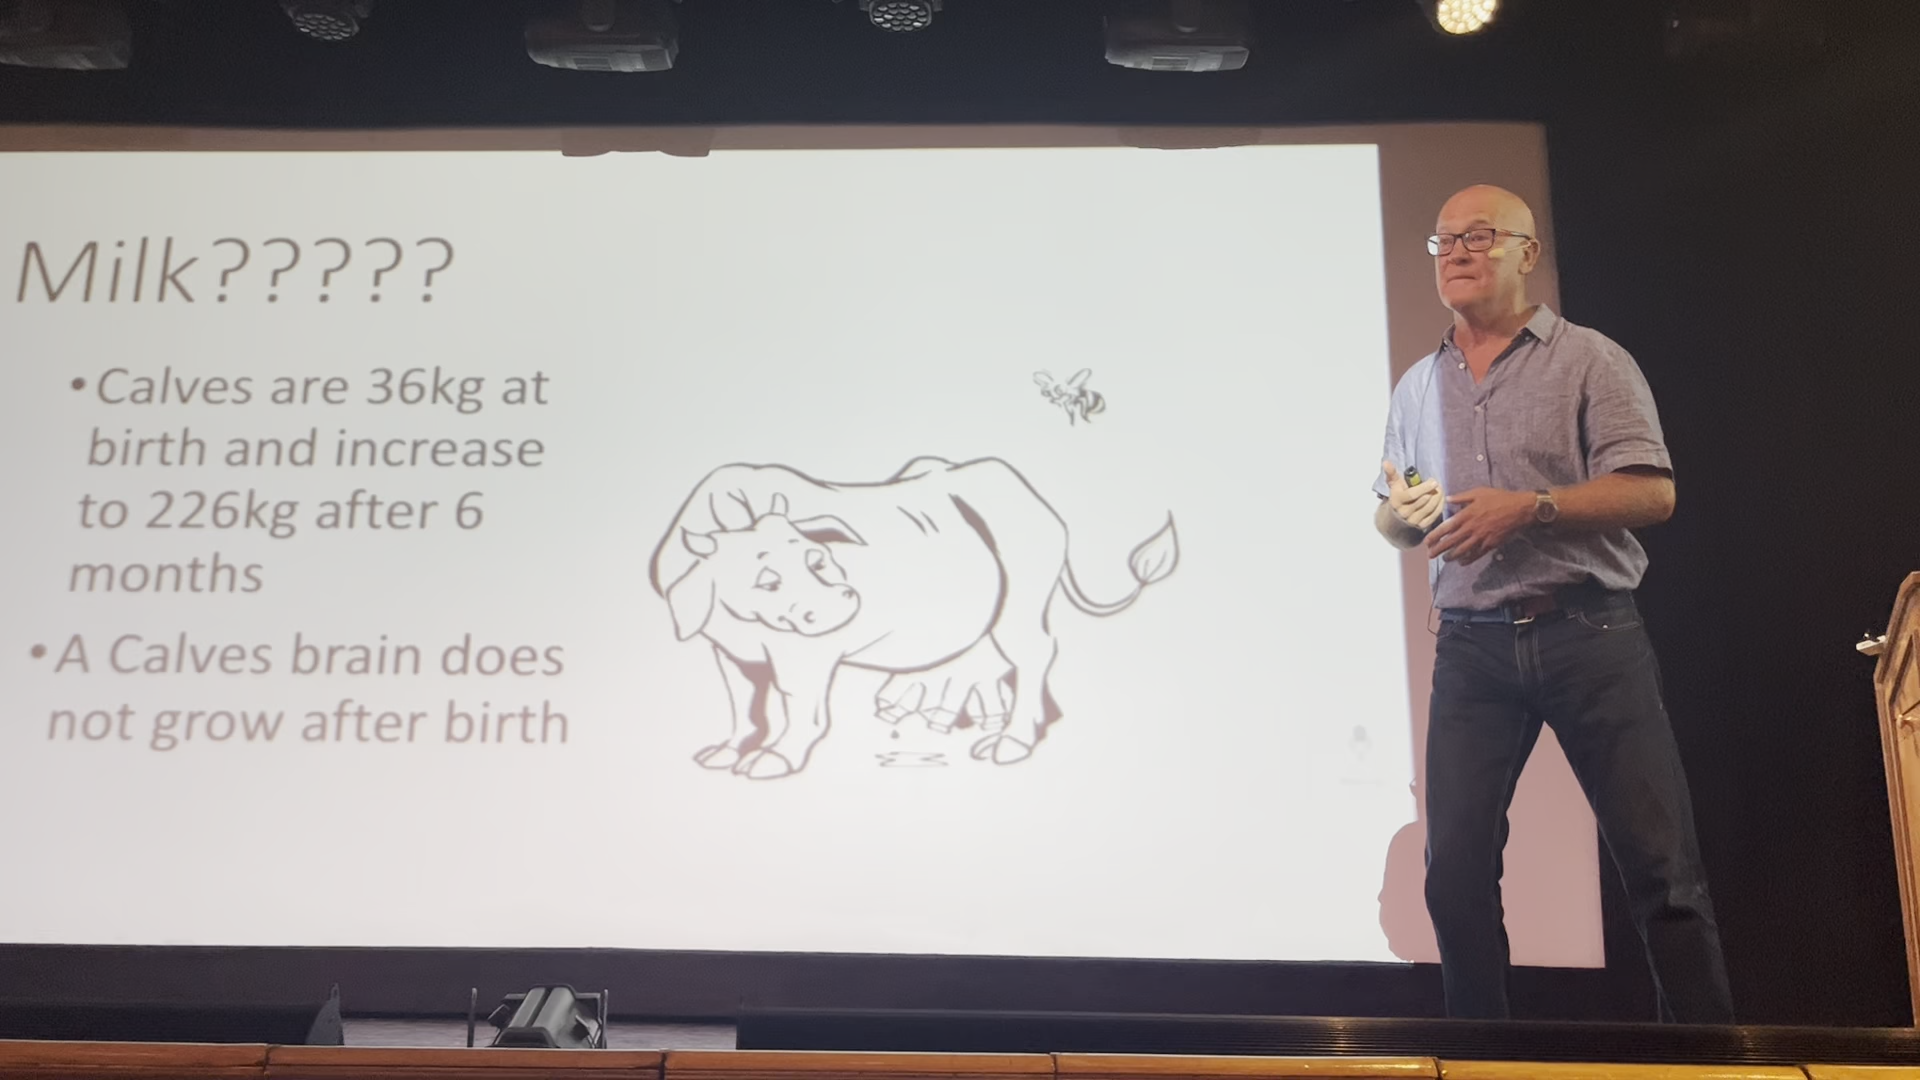 Milk?????
•Calves are 36kg at
birth and increase
to 226kg after 6
months
•A Calves brain does
not grow after birth